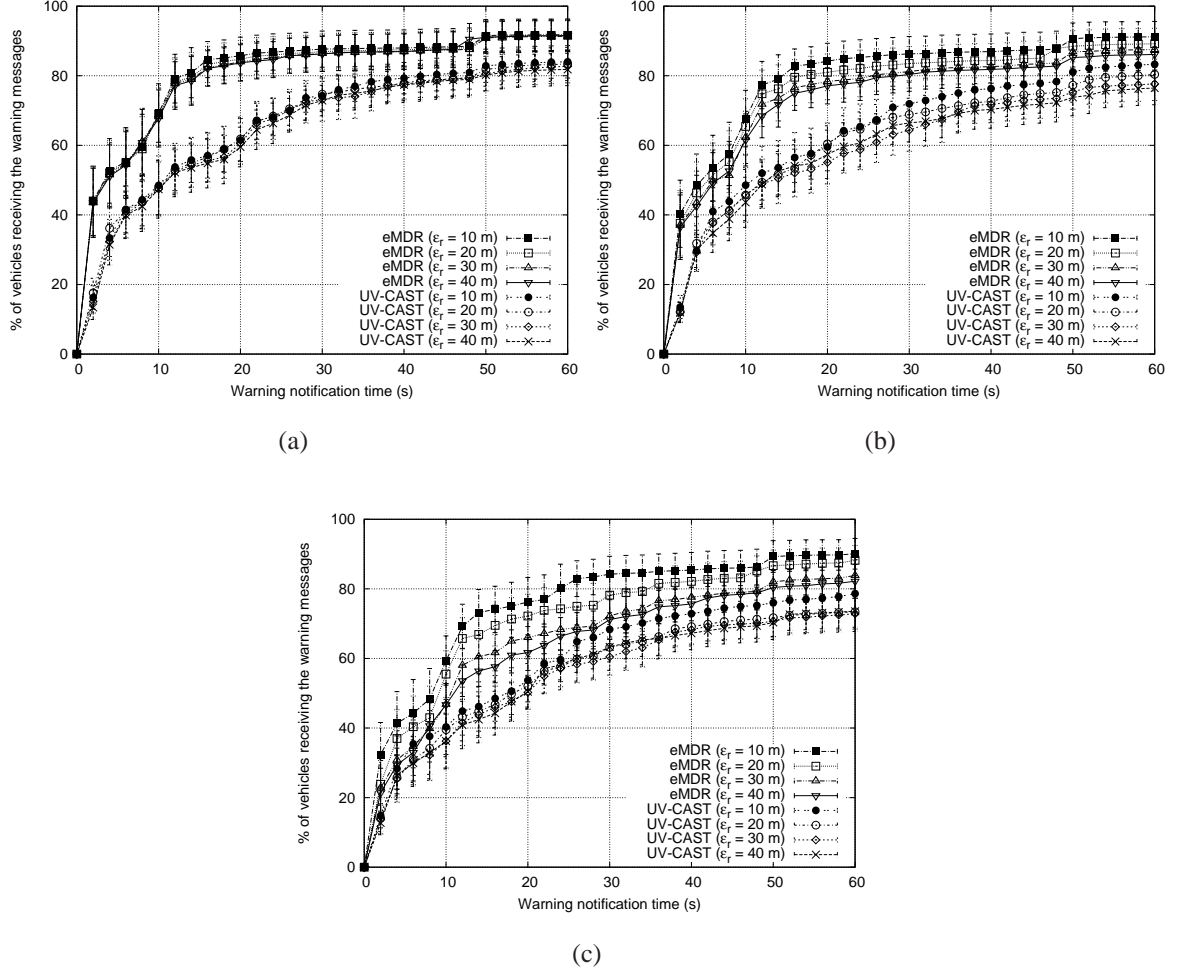 100
80
60
40
20
0
0 10 20 30 40 50 60
% of vehicles receiving the warning messages
Warning notification time (s)
eMDR (εr = 10 m)
eMDR (εr = 20 m)
eMDR (εr = 30 m)
eMDR (εr = 40 m)
UV-CAST (εr = 10 m)
UV-CAST (εr = 20 m)
UV-CAST (εr = 30 m)
UV-CAST (εr = 40 m)
(a)
100
80
60
40
20
0
0 10 20 30 40 50 60
% of vehicles receiving the warning messages
Warning notification time (s)
eMDR (εr = 10 m)
eMDR (εr = 20 m)
eMDR (εr = 30 m)
eMDR (εr = 40 m)
UV-CAST (εr = 10 m)
UV-CAST (εr = 20 m)
UV-CAST (εr = 30 m)
UV-CAST (εr = 40 m)
(b)
100
80
60
40
20
0
0 10 20 30 40 50 60
% of vehicles receiving the warning messages
Warning notification time (s)
eMDR (εr = 10 m)
eMDR (εr = 20 m)
eMDR (εr = 30 m)
eMDR (εr = 40 m)
UV-CAST (εr = 10 m)
UV-CAST (εr = 20 m)
UV-CAST (εr = 30 m)
UV-CAST (εr = 40 m)
(c)